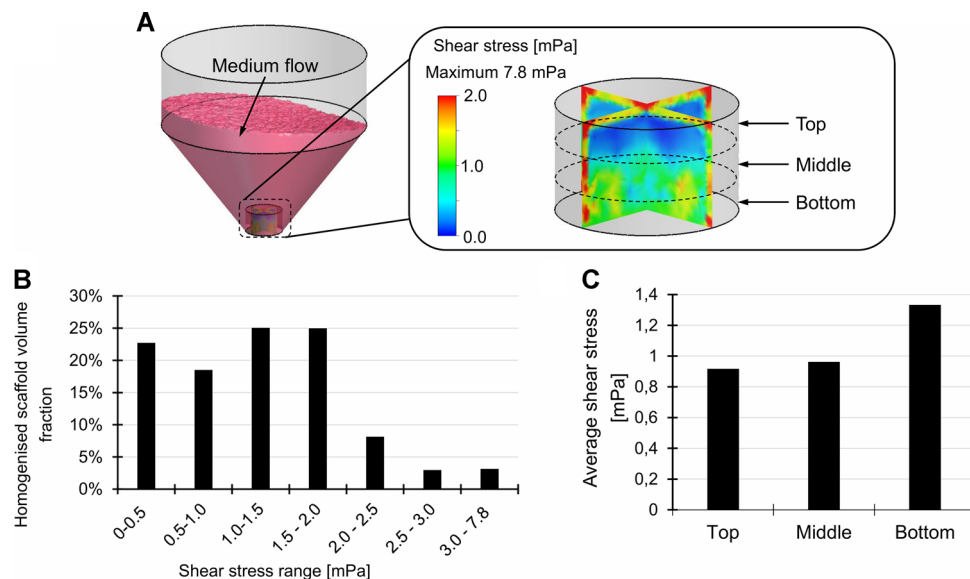 A
Medium flow
Shear stress [mPa]
Maximum 7.8 mPa
2.0
1.0
0.0
Top
Middle
Bottom
B
Homogenised scaffold volume
fraction
30%
25%
20%
15%
10%
5%
0%
0-0.5
0.5-1.0
1.0-1.5
1.5 - 2.0
2.0 - 2.5
2.5 - 3.0
3.0 - 7.8
Shear stress range [mPa]
C
Average shear stress
[mPa]
1,4
1,2
1
0,8
0,6
0,4
0,2
0
Top
Middle
Bottom